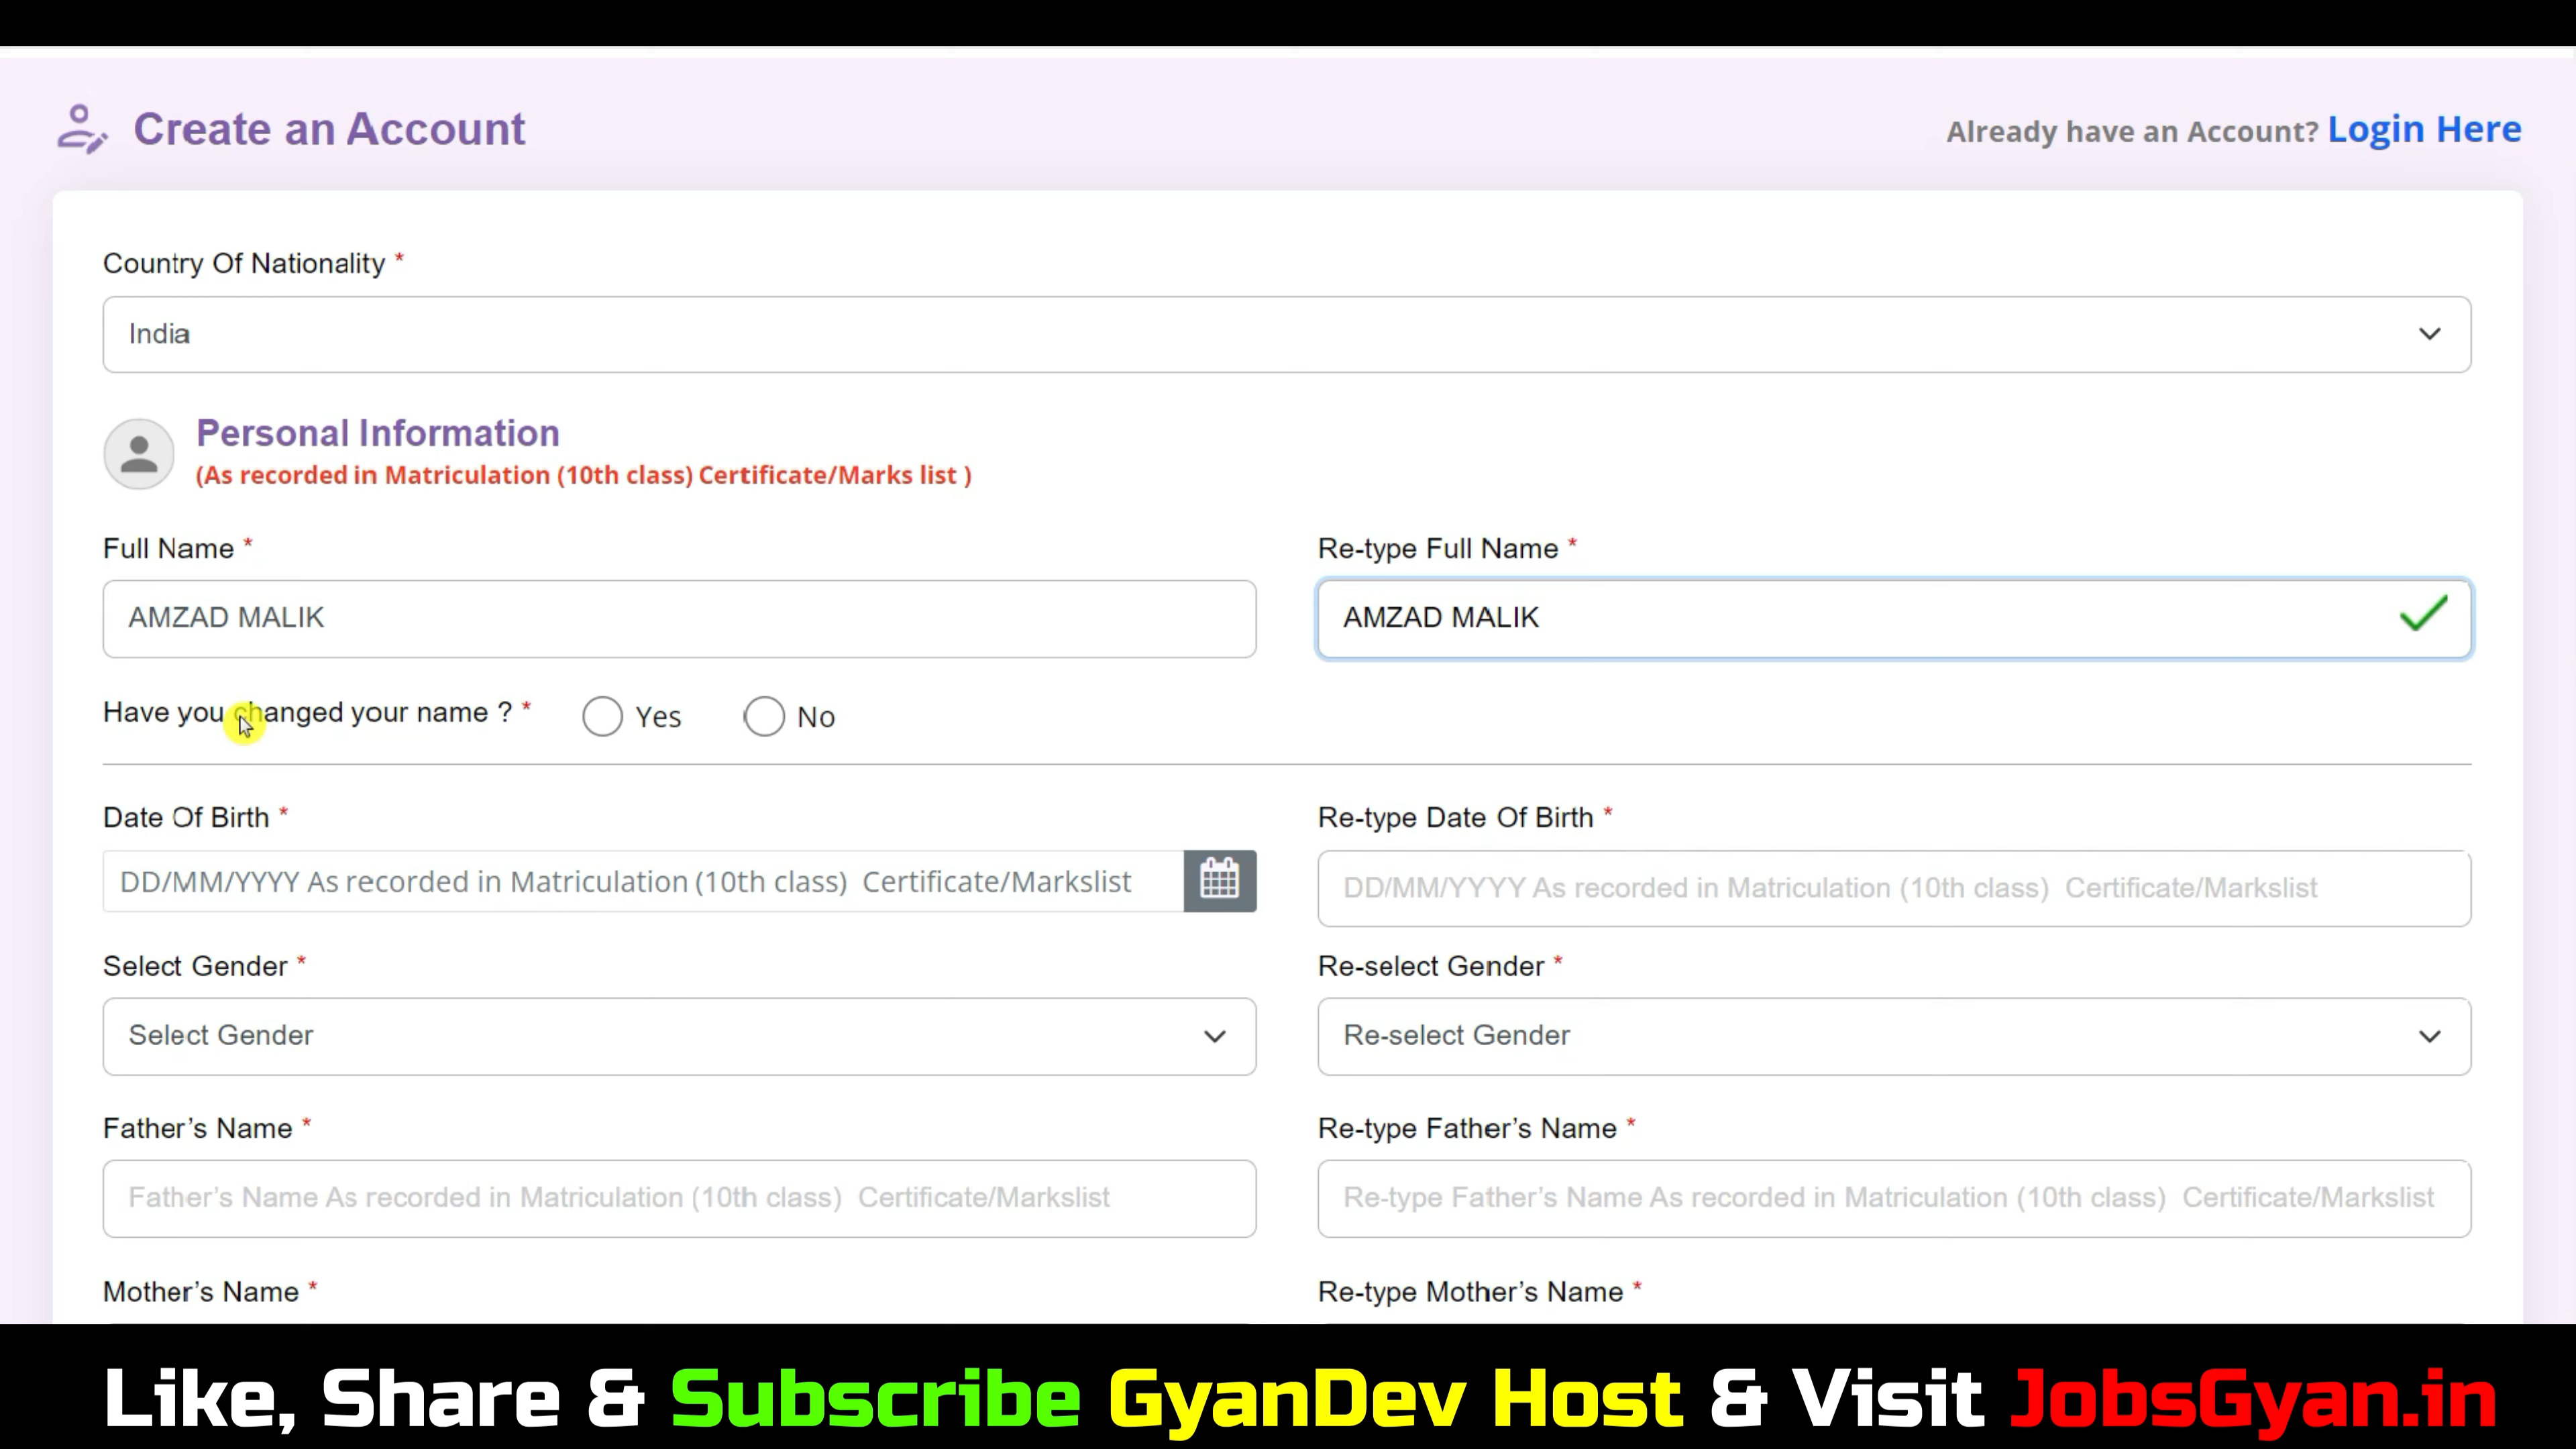 Create an Account
Already have an Account? Login Here
Country Of Nationality *
India
Personal Information
(As recorded in Matriculation (10th class) Certificate/Marks list )
Full Name *
Re-type Full Name *
AMZAD MALIK
AMZAD MALIK
Have you changed your name ? * Yes No
Date Of Birth *
Re-type Date Of Birth *
DD/MM/YYYY As recorded in Matriculation (10th class) Certificate/Markslist
DD/MM/YYYY As recorded in Matriculation (10th class) Certificate/Markslist
Select Gender *
Re-select Gender *
Select Gender
Re-select Gender
Father’s Name *
Re-type Father’s Name *
Father’s Name As recorded in Matriculation (10th class) Certificate/Markslist
Re-type Father’s Name As recorded in Matriculation (10th class) Certificate/Markslist
Mother’s Name *
Re-type Mother’s Name *
Like, Share & Subscribe GyanDev Host & Visit JobsGyan.in